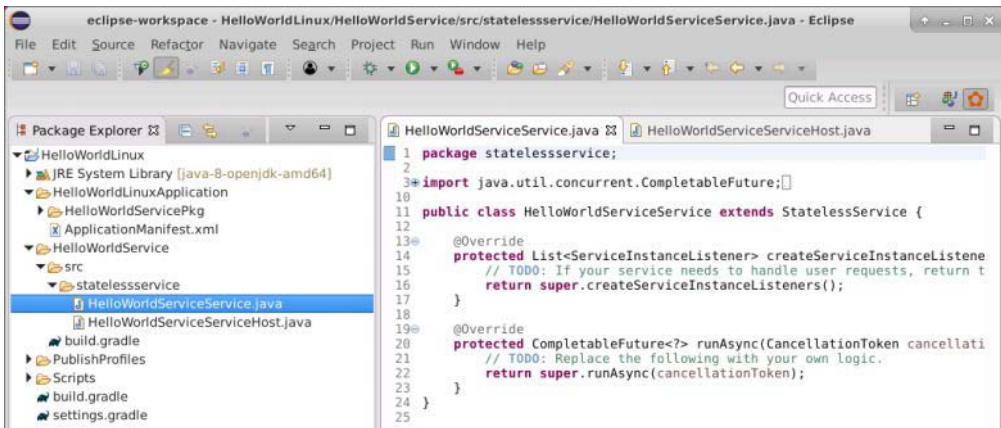 eclipse-workspace - HelloWorldLinux/HelloWorldService/src/statelessservice/HelloWorldServiceService.java - Eclipse
File Edit Source Refactor Navigate Search Project Run Window Help
Quick Access
Package Explorer
HelloWorldLinux
JRE System Library [java-8-openjdk-amd64]
HelloWorldLinuxApplication
HelloWorldServicePkg
ApplicationManifest.xml
HelloWorldService
src
statelessservice
HelloWorldServiceService.java
HelloWorldServiceServiceHost.java
build.gradle
PublishProfiles
Scripts
build.gradle
settings.gradle
HelloWorldServiceService.java HelloWorldServiceServiceHost.java
1 package statelessservice;
2
3 import java.util.concurrent.CompletableFuture;
10
11 public class HelloWorldServiceService extends StatelessService {
12
13 @Override
14 protected List<ServiceInstanceListener> createServiceInstanceListene
15 // TODO: If your service needs to handle user requests, return t
16 return super.createServiceInstanceListeners();
17 }
18
19 @Override
20 protected CompletableFuture<?> runAsync(CancellationToken cancellati
21 // TODO: Replace the following with your own logic.
22 return super.runAsync(cancellationToken);
23 }
24 }
25